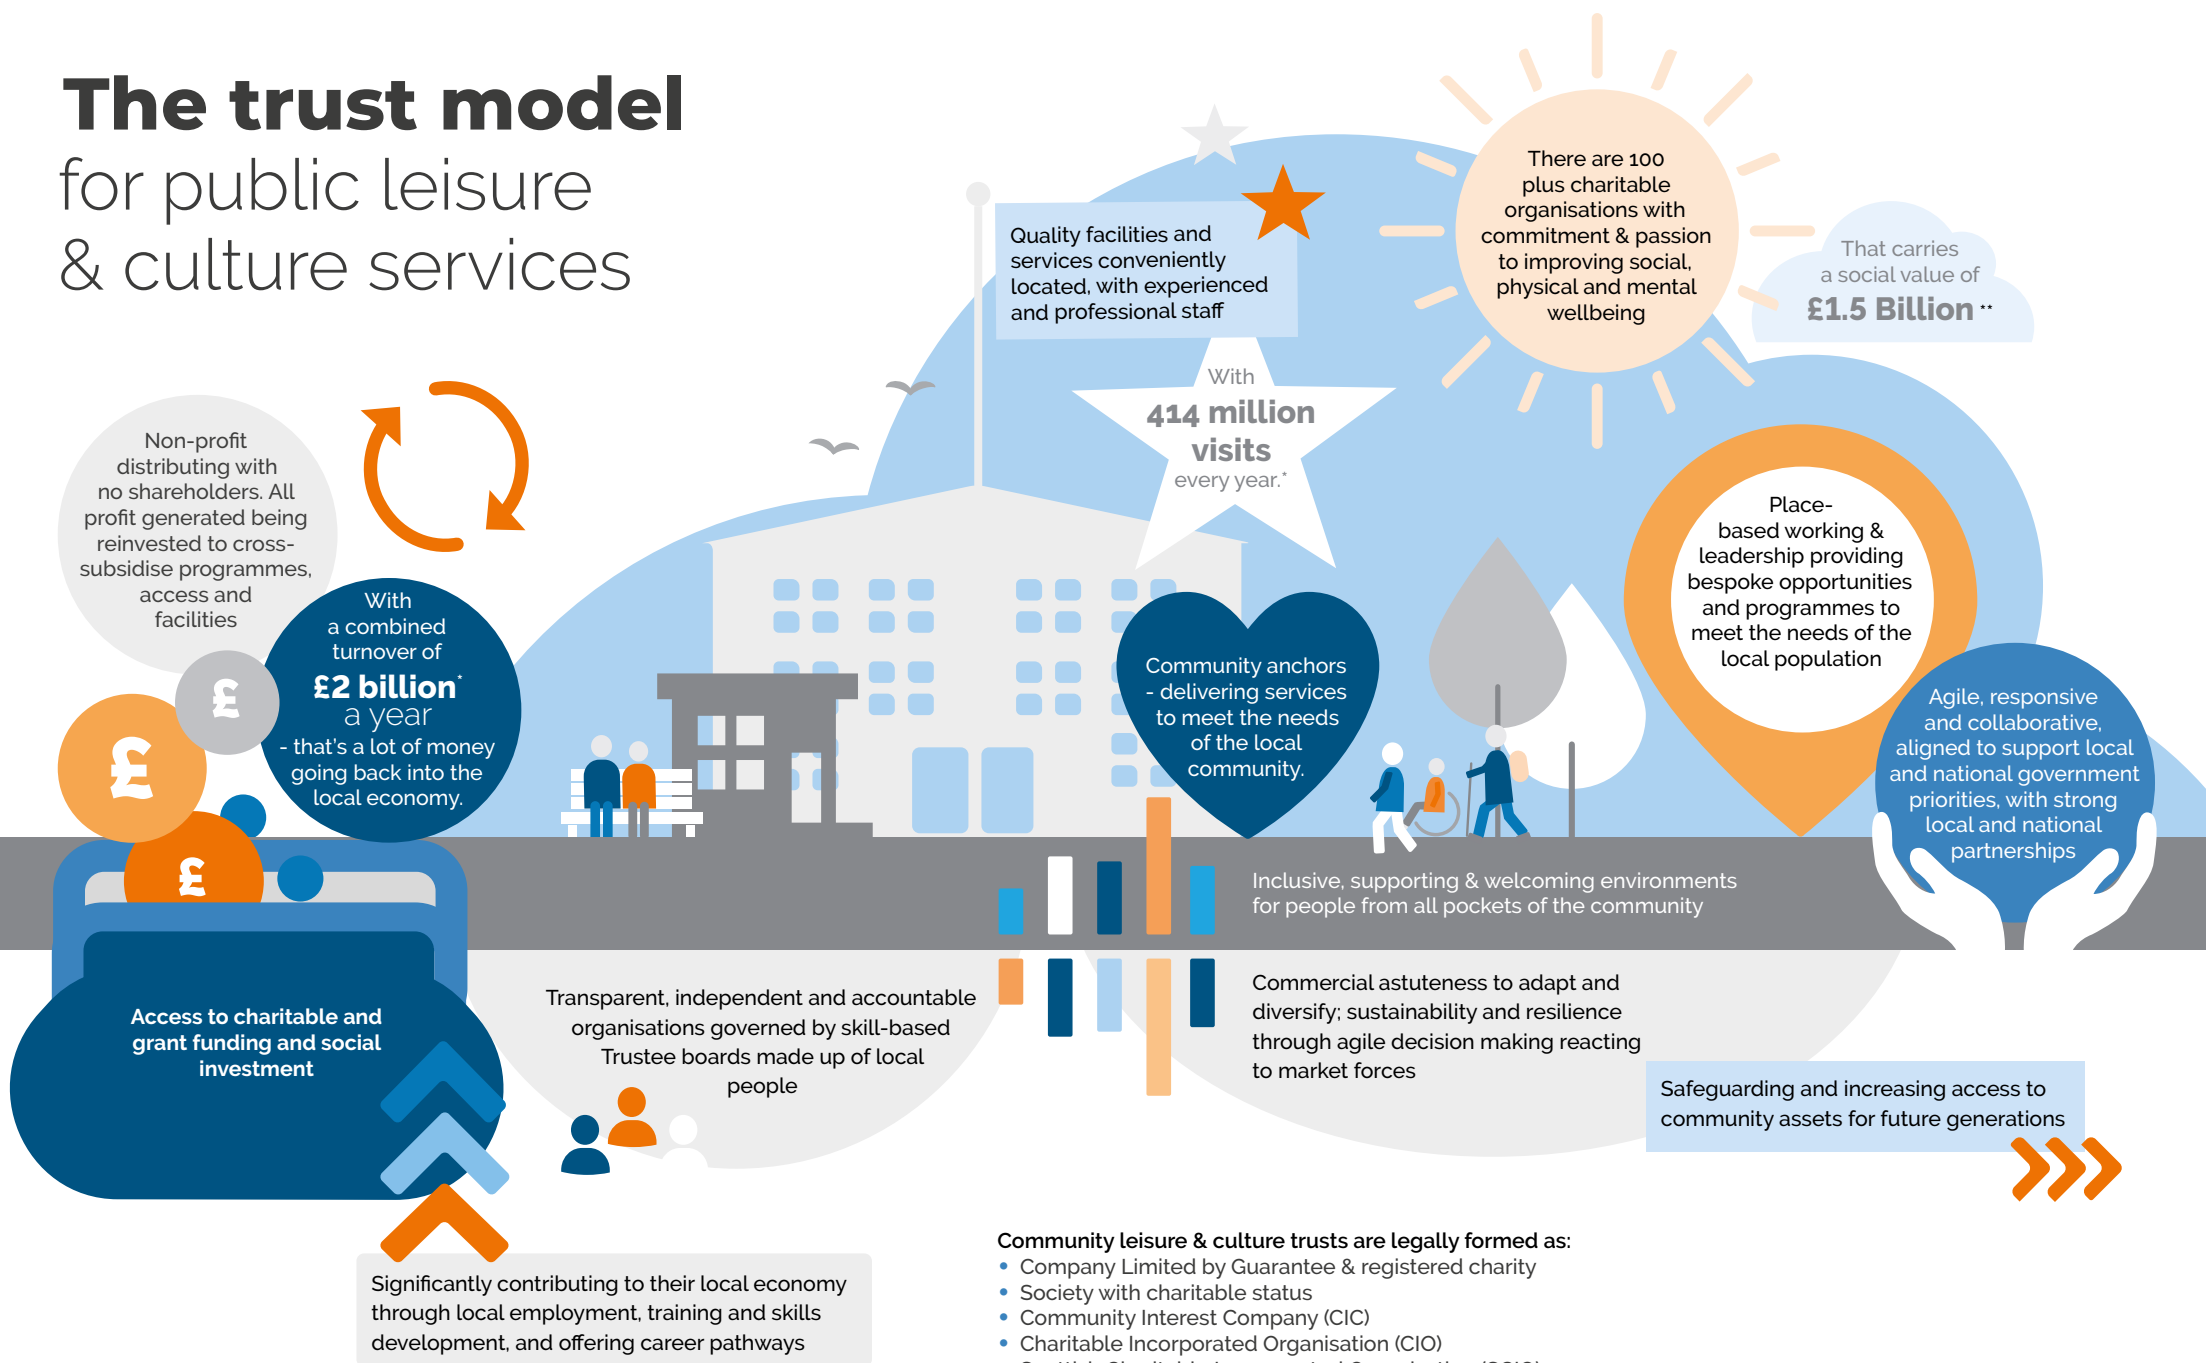 The trust model
for public leisure
& culture services
There are 100
plus charitable
organisations with
commitment & passion
to improving social,
physical and mental
wellbeing
That carries
a social value of
£1.5 Billion **
Quality facilities and
services conveniently
located, with experienced
and professional staff
With
414 million
visits
every year.*
Non-profit
distributing with
no shareholders. All
profit generated being
reinvested to cross-
subsidise programmes,
access and
facilities
With
a combined
turnover of
£2 billion*
a year
- that's a lot of money
going back into the
local economy.
£
£
£
Community anchors
- delivering services
to meet the needs
of the local
community.
Place-
based working &
leadership providing
bespoke opportunities
and programmes to
meet the needs of the
local population
Agile, responsive
and collaborative,
aligned to support local
and national government
priorities, with strong
local and national
partnerships
Inclusive, supporting & welcoming environments
for people from all pockets of the community
Access to charitable and
grant funding and social
investment
Transparent, independent and accountable
organisations governed by skill-based
Trustee boards made up of local
people
Commercial astuteness to adapt and
diversify; sustainability and resilience
through agile decision making reacting
to market forces
Safeguarding and increasing access to
community assets for future generations
Significantly contributing to their local economy
through local employment, training and skills
development, and offering career pathways
Community leisure & culture trusts are legally formed as:
• Company Limited by Guarantee & registered charity
• Society with charitable status
• Community Interest Company (CIC)
• Charitable Incorporated Organisation (CIO)